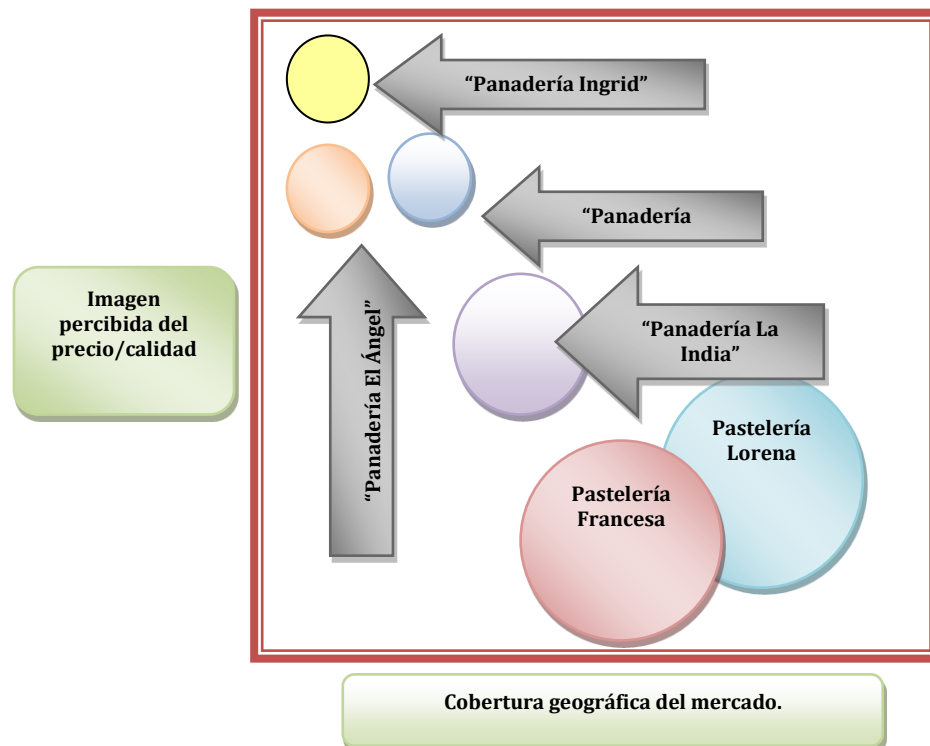 “Panadería Ingrid”
“Panadería
Imagen
percibida del
precio/calidad
“Panadería El Ángel”
“Panadería La
India”
Pastelería
Lorena
Pastelería
Francesa
Cobertura geográfica del mercado.